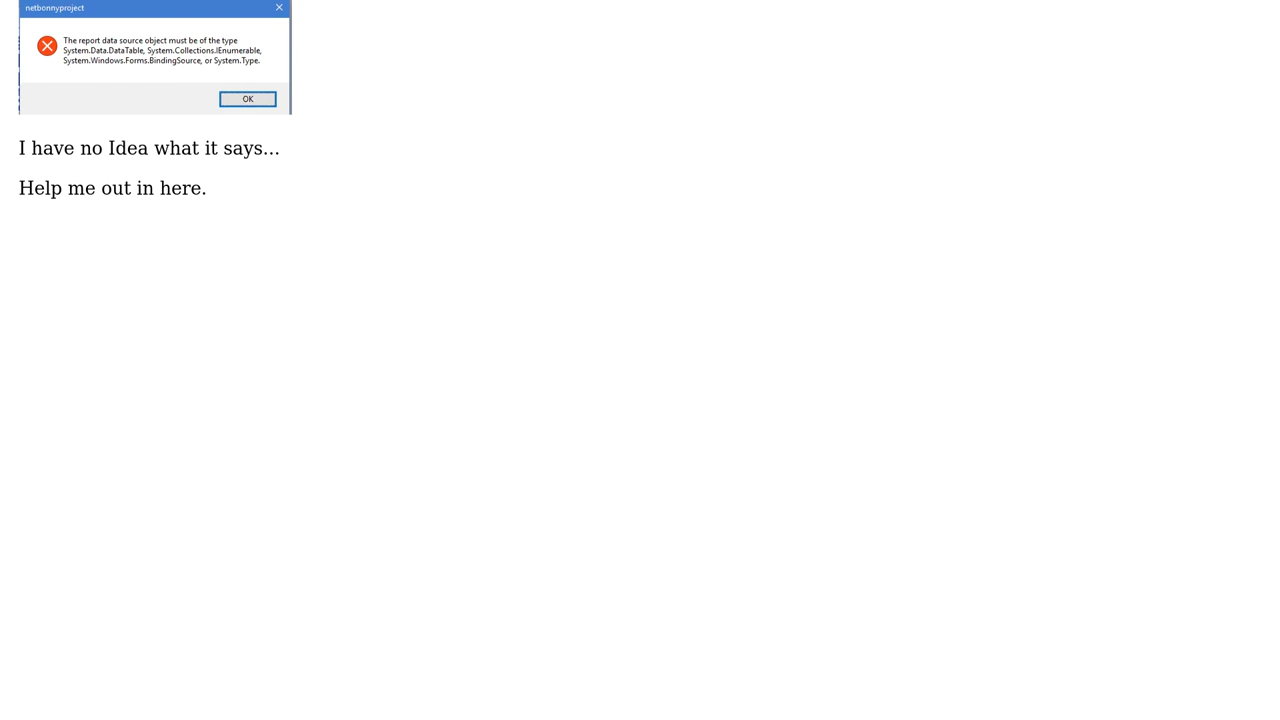 netbonnyproject
The report data source object must be of the type
System.Data.DataTable, System.Collections.IEnumerable,
System.Windows.Forms.BindingSource, or System.Type.
OK
I have no Idea what it says...
Help me out in here.